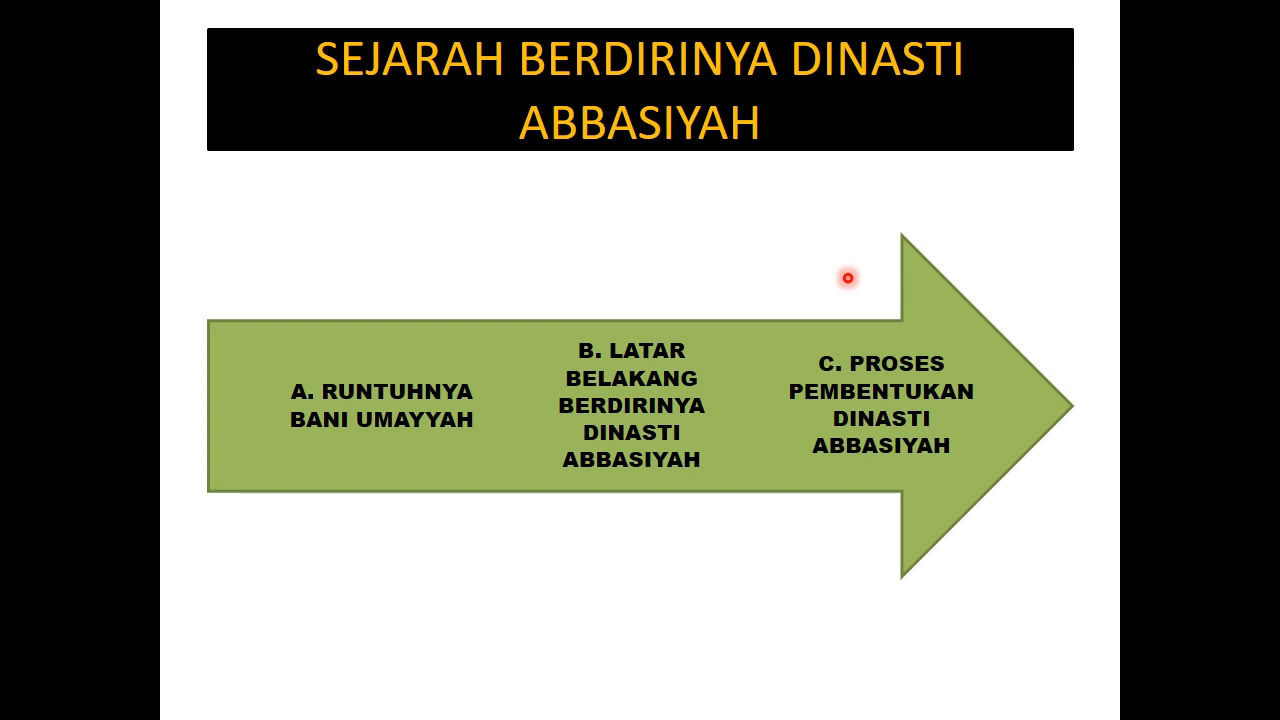 SEJARAH BERDIRINYA DINASTI
ABBASIYAH
A. RUNTUHNYA
BANI UMAYYAH
B. LATAR
BELAKANG
BERDIRINYA
DINASTI
ABBASIYAH
C. PROSES
PEMBENTUKAN
DINASTI
ABBASIYAH